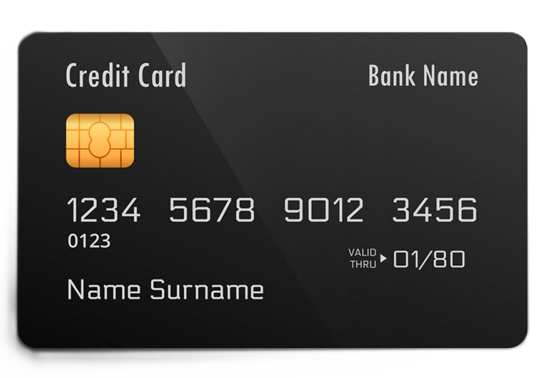 Credit Card Bank Name
1234 5678 9012 3456
0123
VALID
THRU 01/80
Name Surname